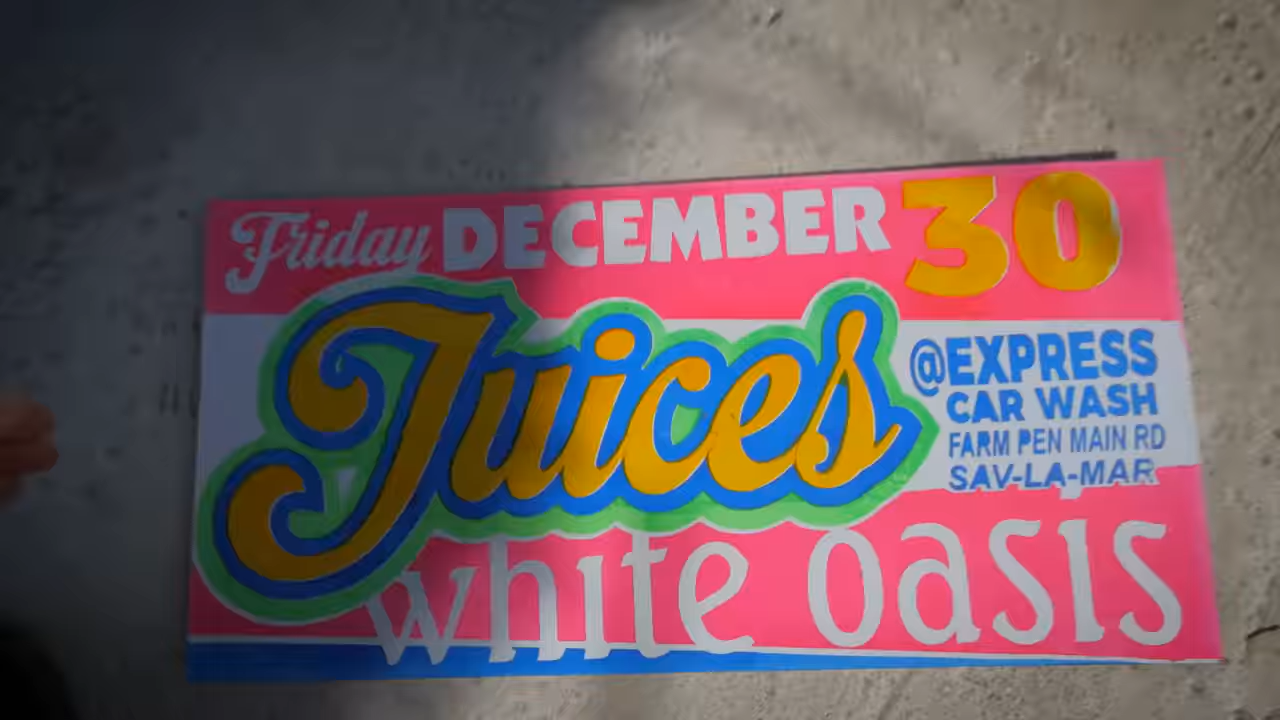 Friday DECEMBER 30
Juices
@EXPRESS
CAR WASH
FARM PEN MAIN RD
SAV-LA-MAR
white oasis